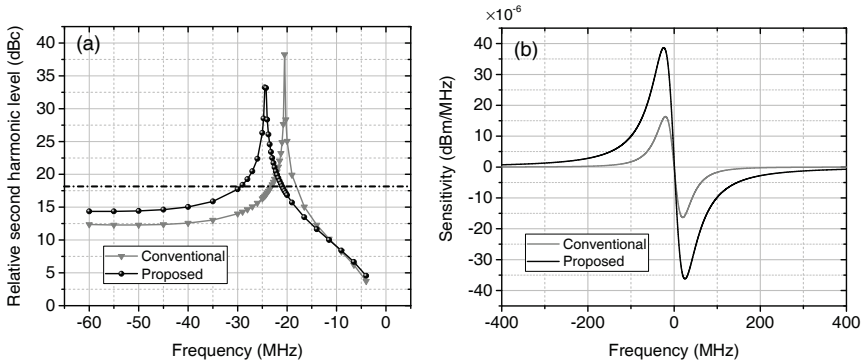 (a)
Relative second harmonic level (dBc)
40
35
30
25
20
15
10
5
0
Conventional
Proposed
-60 -50 -40 -30 -20 -10 0
Frequency (MHz)
×10-6
(b)
Sensitivity (dBm/MHz)
40
30
20
10
0
-10
-20
-30
-40
Conventional
Proposed
-400 -200 0 200 400
Frequency (MHz)